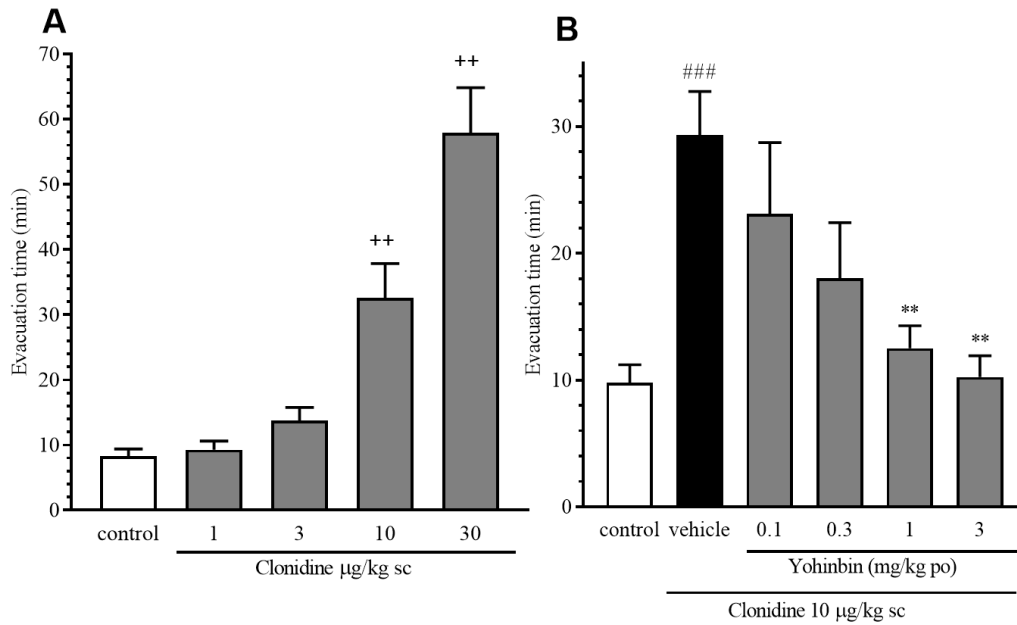 A
70
60
50
40
30
20
10
0
Evacuation time (min)
++
++
control 1 3 10 30
Clonidine μg/kg sc
B
30
20
10
0
Evacuation time (min)
###
**
**
control vehicle 0.1 0.3 1 3
Yohinbin (mg/kg po)
Clonidine 10 μg/kg sc